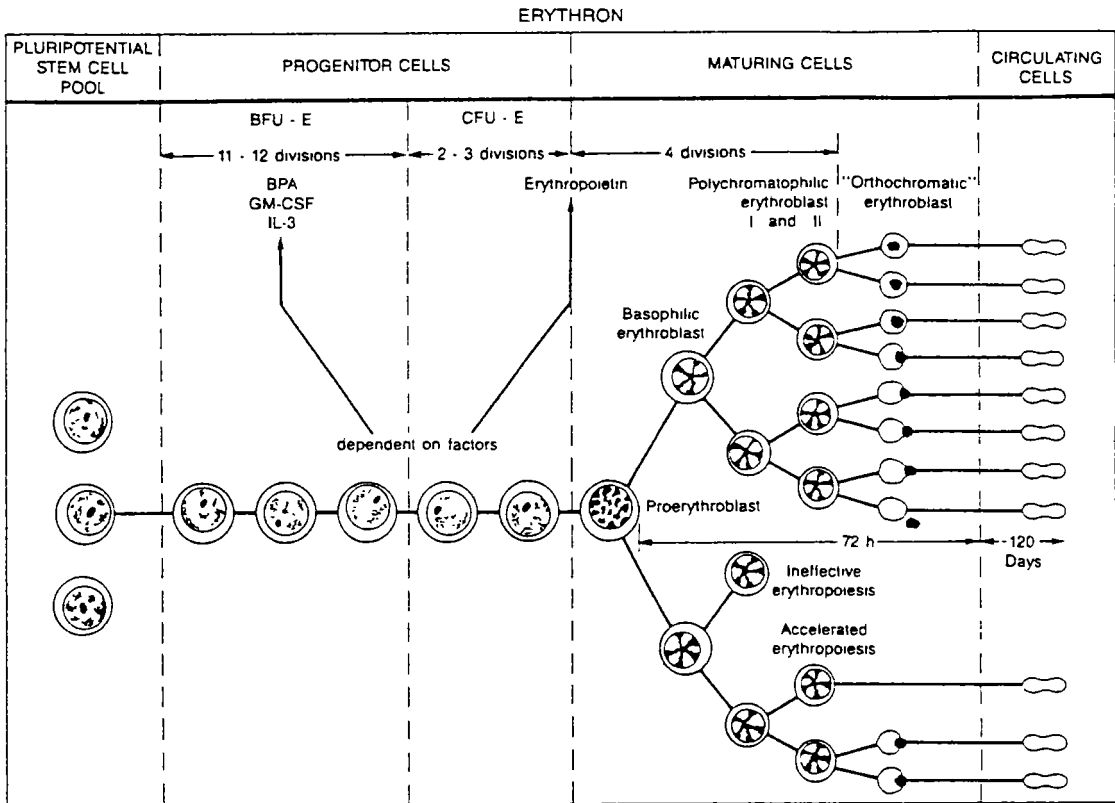 ERYTHRON
PLURIPOTENTIAL
STEM CELL
POOL
PROGENITOR CELLS
MATURING CELLS
CIRCULATING
CELLS
BFU - E
CFU - E
11 - 12 divisions
2 - 3 divisions
4 divisions
BPA
GM-CSF
IL-3
Erythropoietin
Polychromatophilic
erythroblast
I and II
"Orthochromatic"
erythroblast
Basophilic
erythroblast
dependent on factors
Proerythroblast
72 h
120
Days
Ineffective
erythropoiesis
Accelerated
erythropoiesis